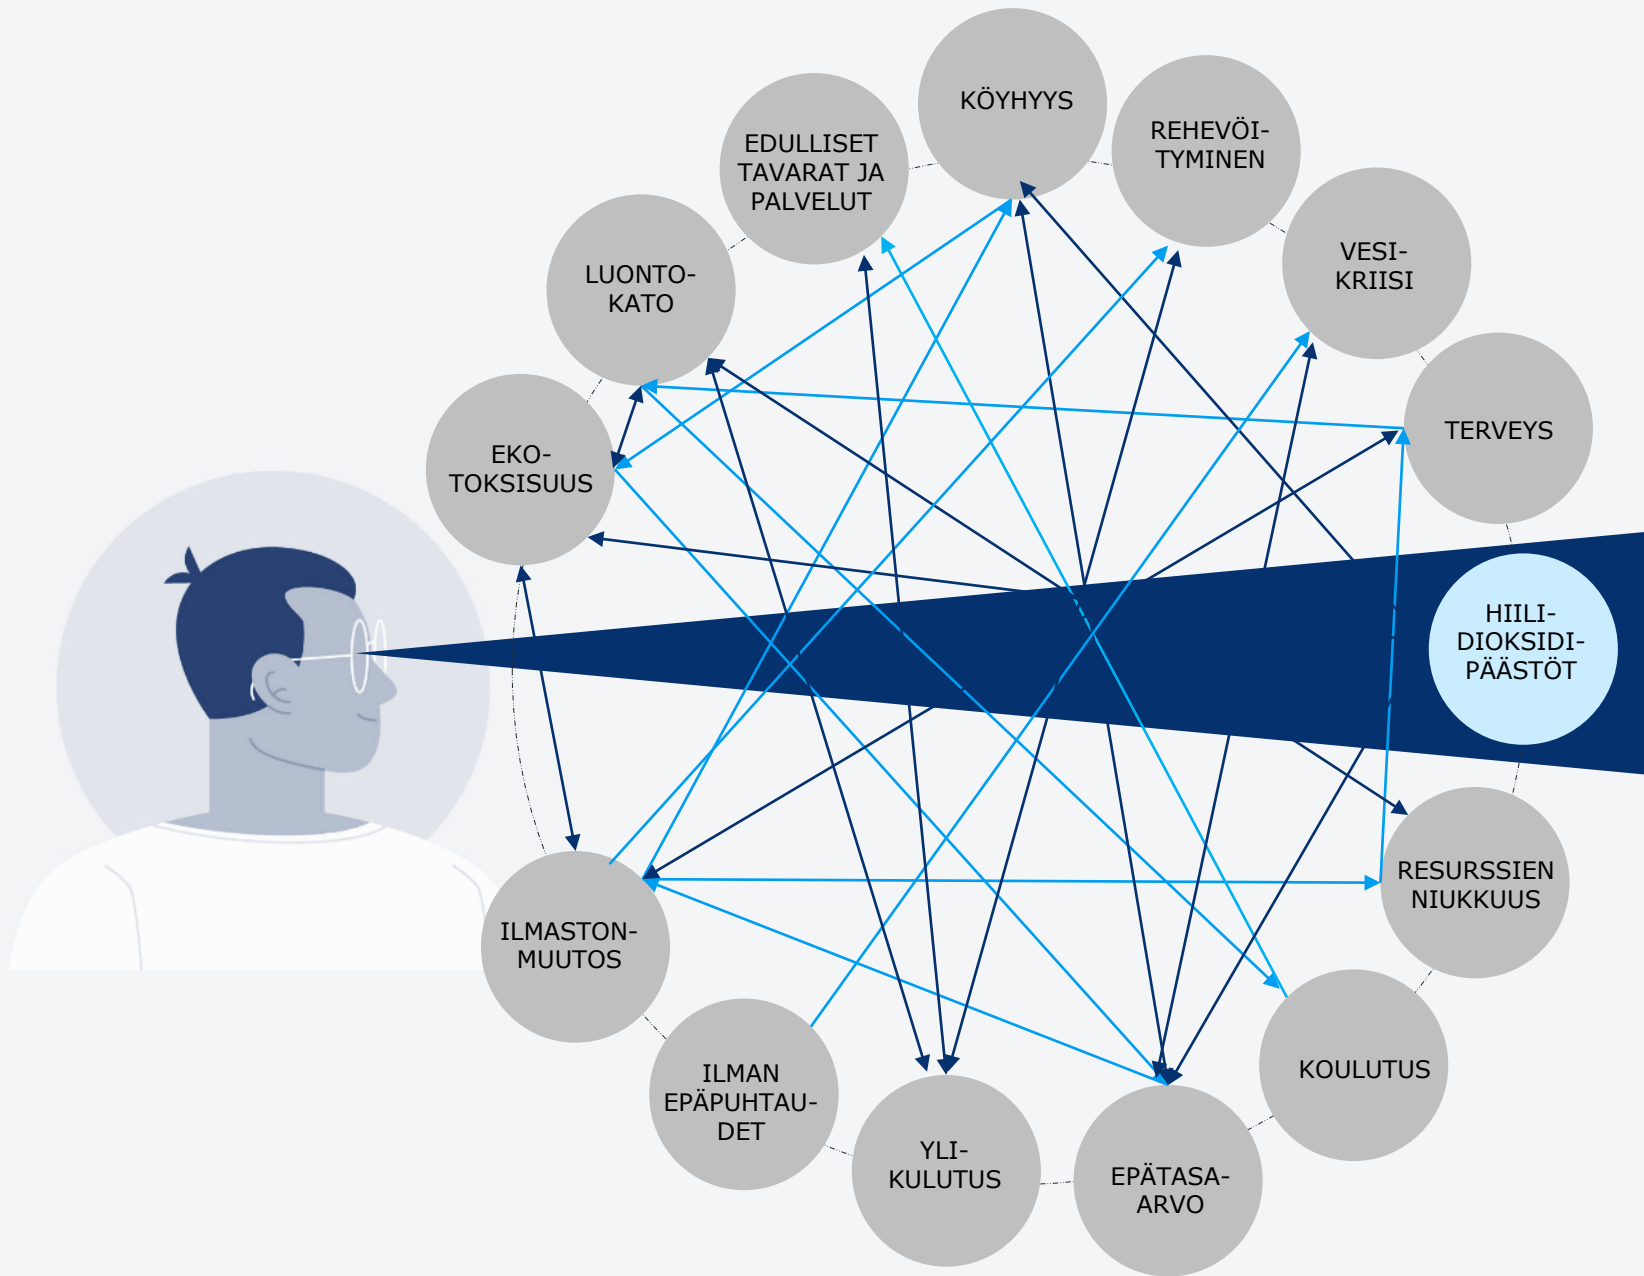 KÖYHYYS
REHEVÖI-
TYMINEN
EDULLISET
TAVARAT JA
PALVELUT
VESI-
KRIISI
LUONTO-
KATO
TERVEYS
EKO-
TOKSISUUS
HIILI-
DIOKSIDI-
PÄÄSTÖT
RESURSSIEN
NIUKKUUS
ILMASTON-
MUUTOS
KOULUTUS
ILMAN
EPÄPUHTAU-
DET
YLI-
KULUTUS
EPÄTASA-
ARVO